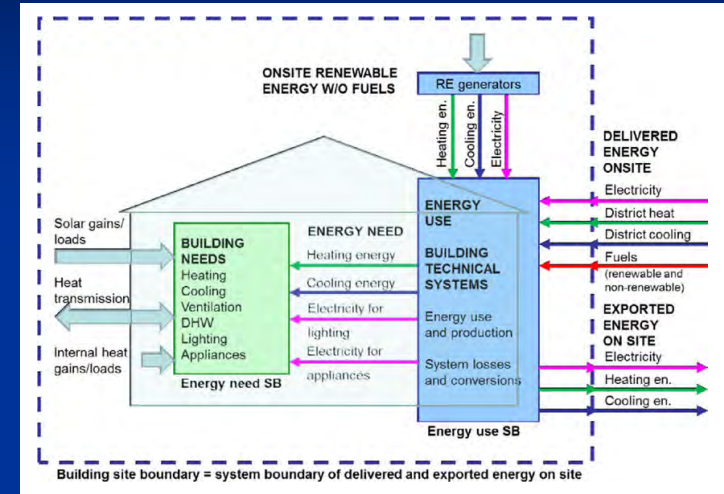 ONSITE RENEWABLE
ENERGY W/O FUELS
RE generators
Heating en.
Cooling en.
Electricity
DELIVERED
ENERGY
ONSITE
Electricity
District heat
District cooling
Fuels
(renewable and
non-renewable)
EXPORTED
ENERGY
ON SITE
Electricity
Heating en.
Cooling en.
ENERGY
USE
BUILDING
TECHNICAL
SYSTEMS
Energy use
and production
System losses
and conversions
Energy use SB
ENERGY NEED
Heating energy
Cooling energy
Electricity for
lighting
Electricity for
appliances
Solar gains/
loads
Heat
transmission
Internal heat
gains/loads
BUILDING
NEEDS
Heating
Cooling
Ventilation
DHW
Lighting
Appliances
Energy need SB
Building site boundary = system boundary of delivered and exported energy on site